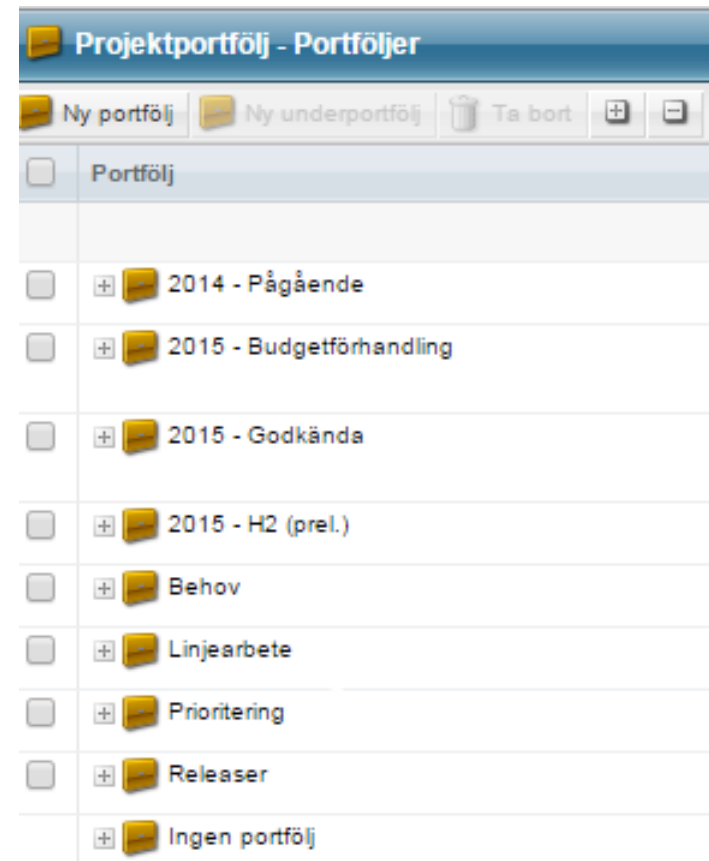 Projektportfölj - Portföljer
Ny portfölj Ny underportfölj Ta bort
Portfölj
2014 - Pågående
2015 - Budgetförhandling
2015 - Godkända
2015 - H2 (prel.)
Behov
Linjearbete
Prioritering
Releaser
Ingen portfölj